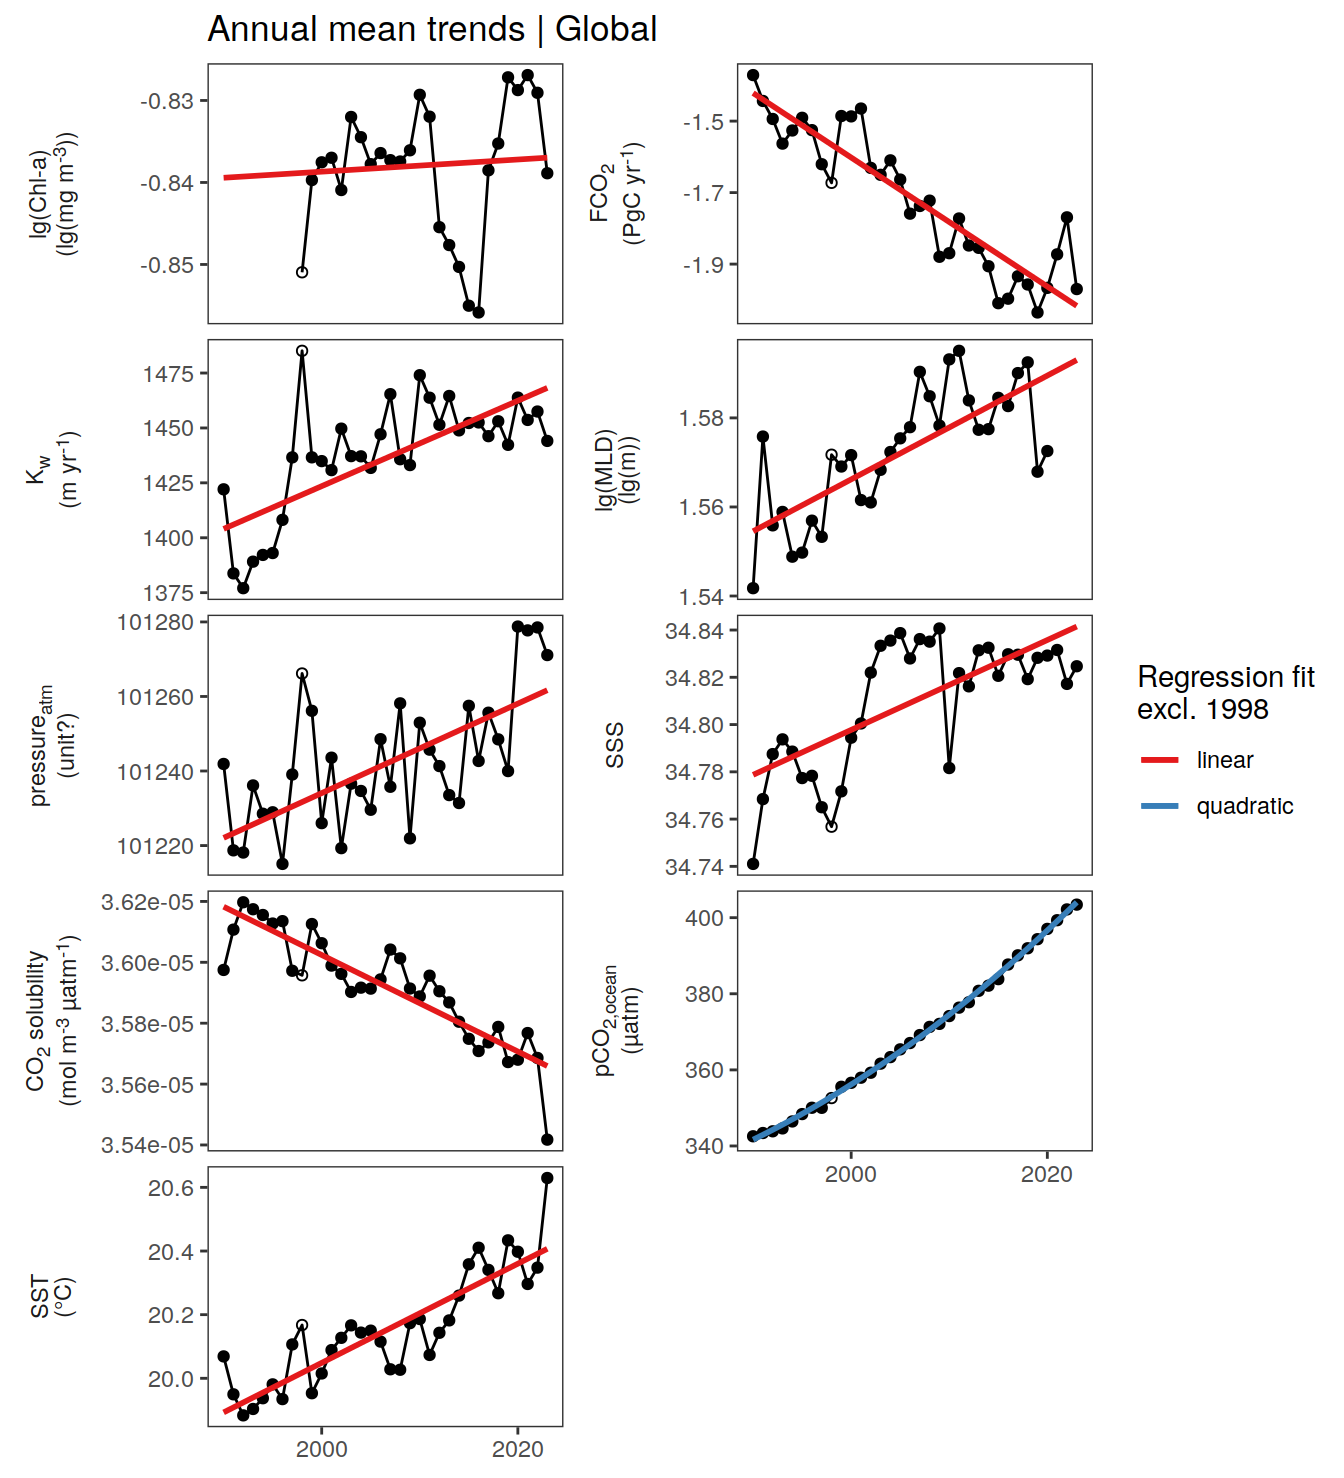 Annual mean trends | Global
lg(Chl-a)
(lg(mg m⁻³))
-0.83
-0.84
-0.85
FCO₂
(PgC yr⁻¹)
-1.5
-1.7
-1.9
K_w
(m yr⁻¹)
1475
1450
1425
1400
1375
lg(MLD)
(lg(m))
1.58
1.56
1.54
pressure_atm
(unit?)
101280
101260
101240
101220
SSS
34.84
34.82
34.80
34.78
34.76
34.74
CO₂ solubility
(mol m⁻³ µatm⁻¹)
3.62e-05
3.60e-05
3.58e-05
3.56e-05
3.54e-05
pCO₂,ocean
(µatm)
400
380
360
340
2000 2020
SST
(°C)
20.6
20.4
20.2
20.0
2000 2020
Regression fit
excl. 1998
linear
quadratic